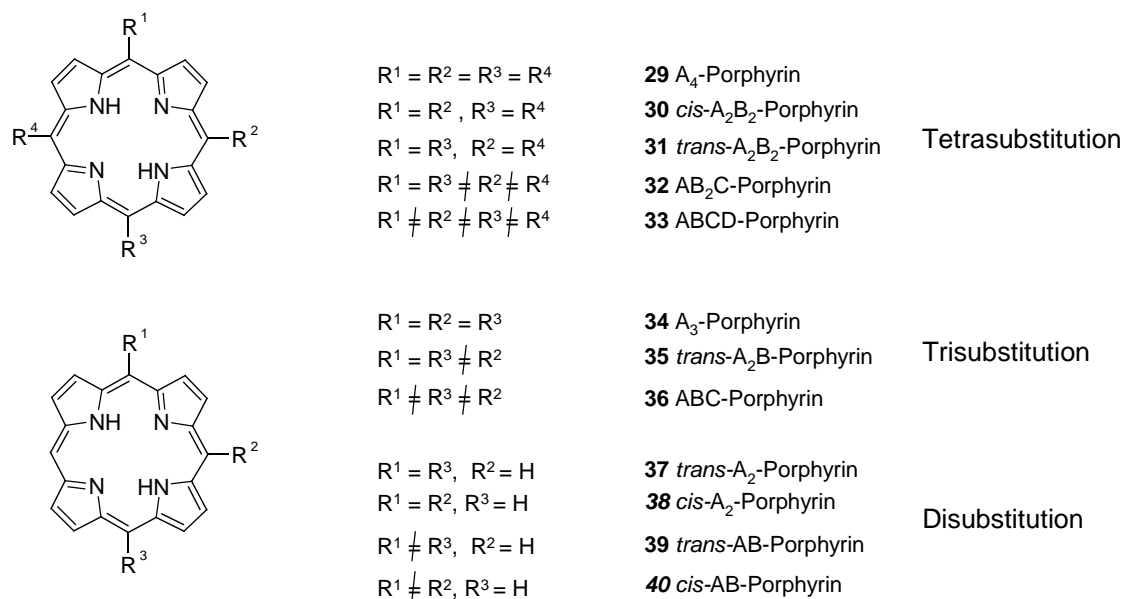 R¹
NH
N
R⁴
R²
N
HN
R³
R¹ = R² = R³ = R⁴ 29 A₄-Porphyrin
R¹ = R² , R³ = R⁴ 30 cis-A₂B₂-Porphyrin
R¹ = R³, R² = R⁴ 31 trans-A₂B₂-Porphyrin
R¹ = R³ ≠ R² ≠ R⁴ 32 AB₂C-Porphyrin
R¹ ≠ R² ≠ R³ ≠ R⁴ 33 ABCD-Porphyrin
Tetrasubstitution
R¹
NH
N
R²
N
HN
R³
R¹ = R² = R³ 34 A₃-Porphyrin
R¹ = R³ ≠ R² 35 trans-A₂B-Porphyrin
R¹ ≠ R³ ≠ R² 36 ABC-Porphyrin
Trisubstitution
R¹ = R³, R² = H 37 trans-A₂-Porphyrin
R¹ = R², R³ = H 38 cis-A₂-Porphyrin
R¹ ≠ R³, R² = H 39 trans-AB-Porphyrin
R¹ ≠ R², R³ = H 40 cis-AB-Porphyrin
Disubstitution